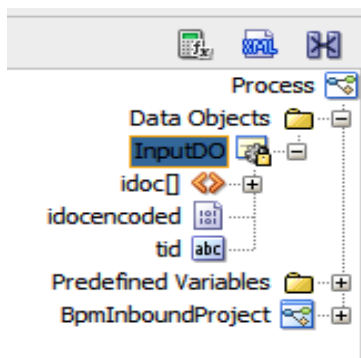 Process
Data Objects
InputDO
idoc[]
idocencoded
tid
Predefined Variables
BpmInboundProject